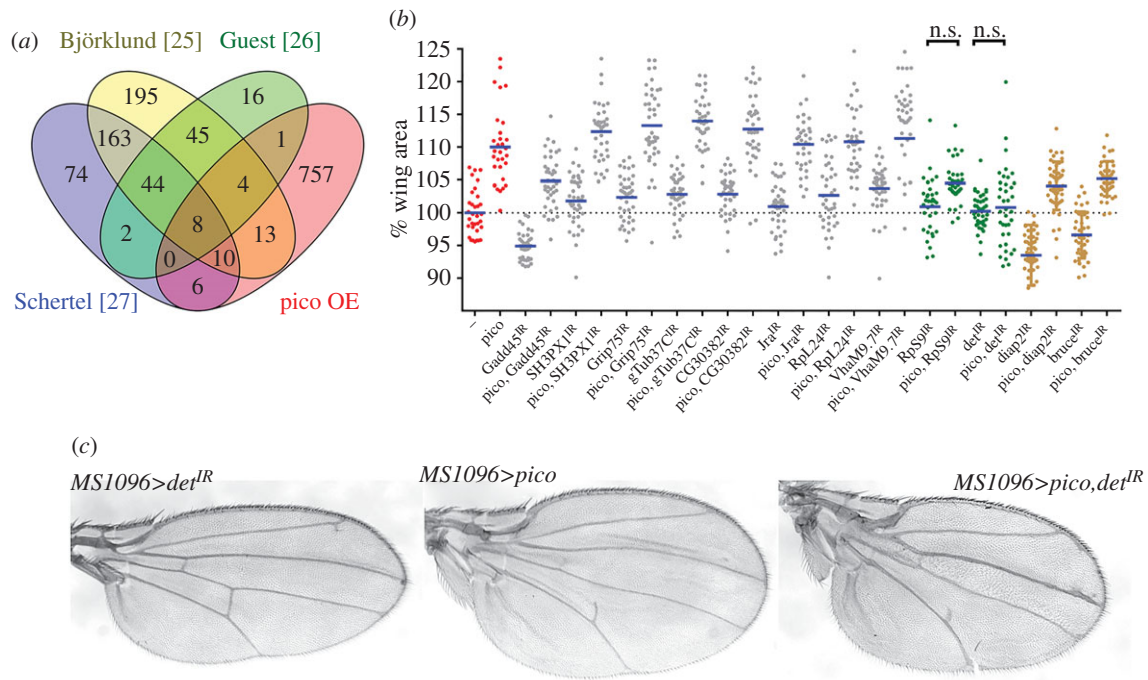 (a)
Björklund [25] Guest [26]
195 16
163 45 1
74 44 4 757
2 8 13
0 10
6
Schertel [27] pico OE
(b)
n.s. n.s.
% wing area
125
120
115
110
105
100
95
90
–
pico
Gadd45IR
pico, Gadd45IR
SH3PX1IR
pico, SH3PX1IR
Grip75IR
pico, Grip75IR
gTub37CIR
pico, gTub37CIR
CG30382IR
pico, CG30382IR
JraIR
pico, JraIR
RpL24IR
pico, RpL24IR
VhaM9.7IR
pico, VhaM9.7IR
RpS9IR
pico, RpS9IR
detIR
pico, detIR
diap2IR
pico, diap2IR
bruceIR
pico, bruceIR
(c)
MS1096>detIR
MS1096>pico
MS1096>pico,detIR